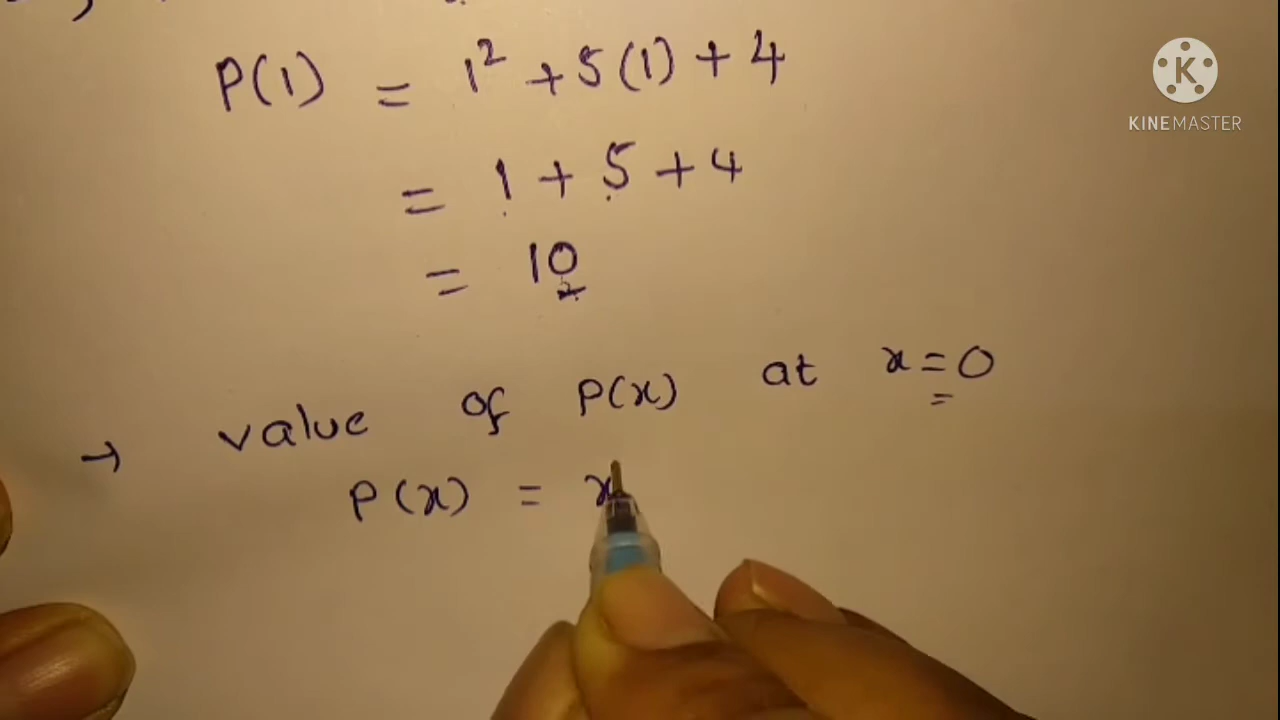 P(1) = 1² + 5(1) + 4
= 1 + 5 + 4
= 10
→ value of P(x) at x = 0
P(x) = x
K
KINEMASTER